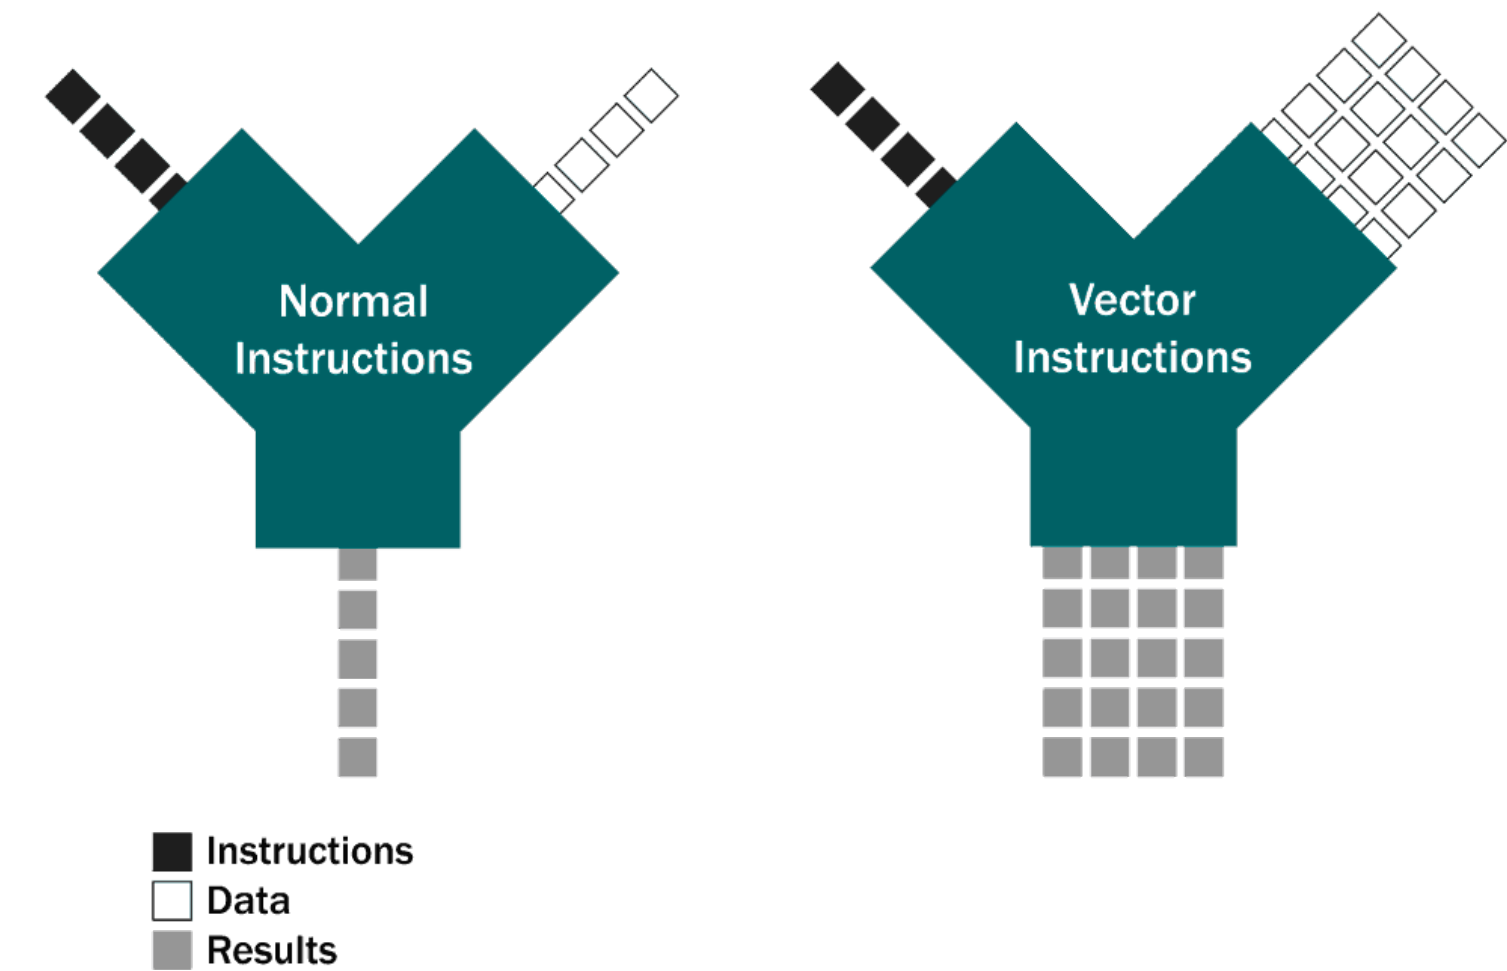 Normal
Instructions
Vector
Instructions
Instructions
Data
Results